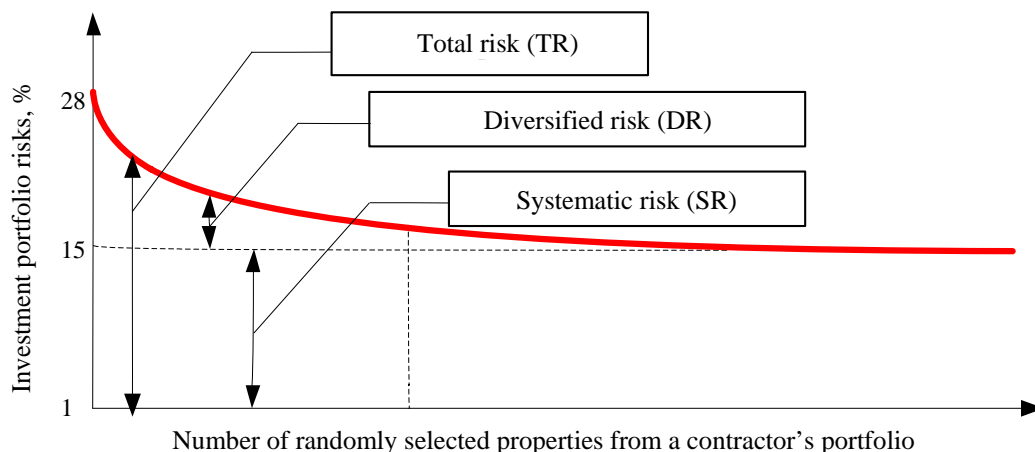 Total risk (TR)
Diversified risk (DR)
Systematic risk (SR)
Investment portfolio risks, %
28
15
1
Number of randomly selected properties from a contractor’s portfolio